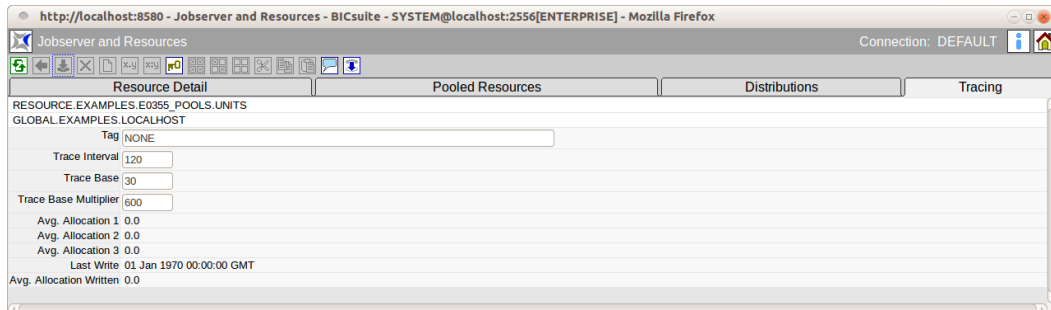 http://localhost:8580 - Jobserver and Resources - BICsuite - SYSTEM@localhost:2556[ENTERPRISE] - Mozilla Firefox
Jobserver and Resources Connection: DEFAULT
Resource Detail Pooled Resources Distributions Tracing
RESOURCE.EXAMPLES.E0355_POOLS.UNITS
GLOBAL.EXAMPLES.LOCALHOST
Tag NONE
Trace Interval 120
Trace Base 30
Trace Base Multiplier 600
Avg. Allocation 1 0.0
Avg. Allocation 2 0.0
Avg. Allocation 3 0.0
Last Write 01 Jan 1970 00:00:00 GMT
Avg. Allocation Written 0.0